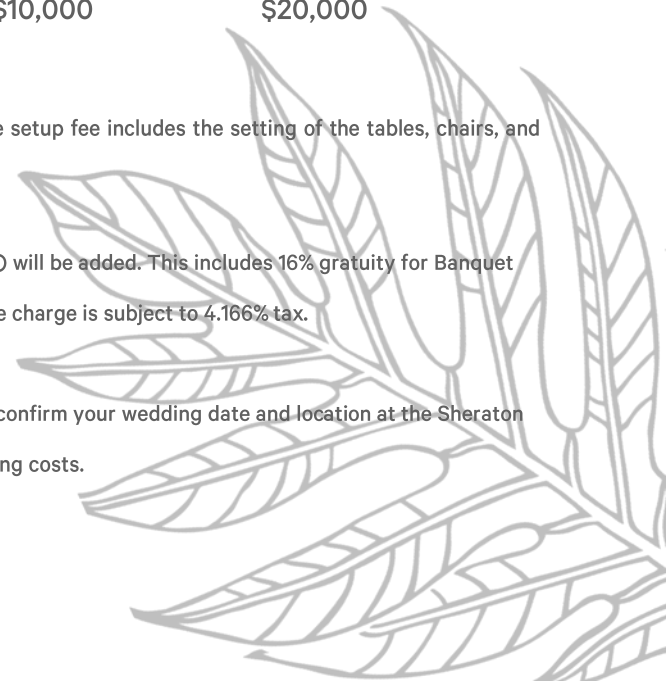 $10,000 $20,000
setup fee includes the setting of the tables, chairs, and
will be added. This includes 16% gratuity for Banquet
charge is subject to 4.166% tax.
confirm your wedding date and location at the Sheraton
costs.